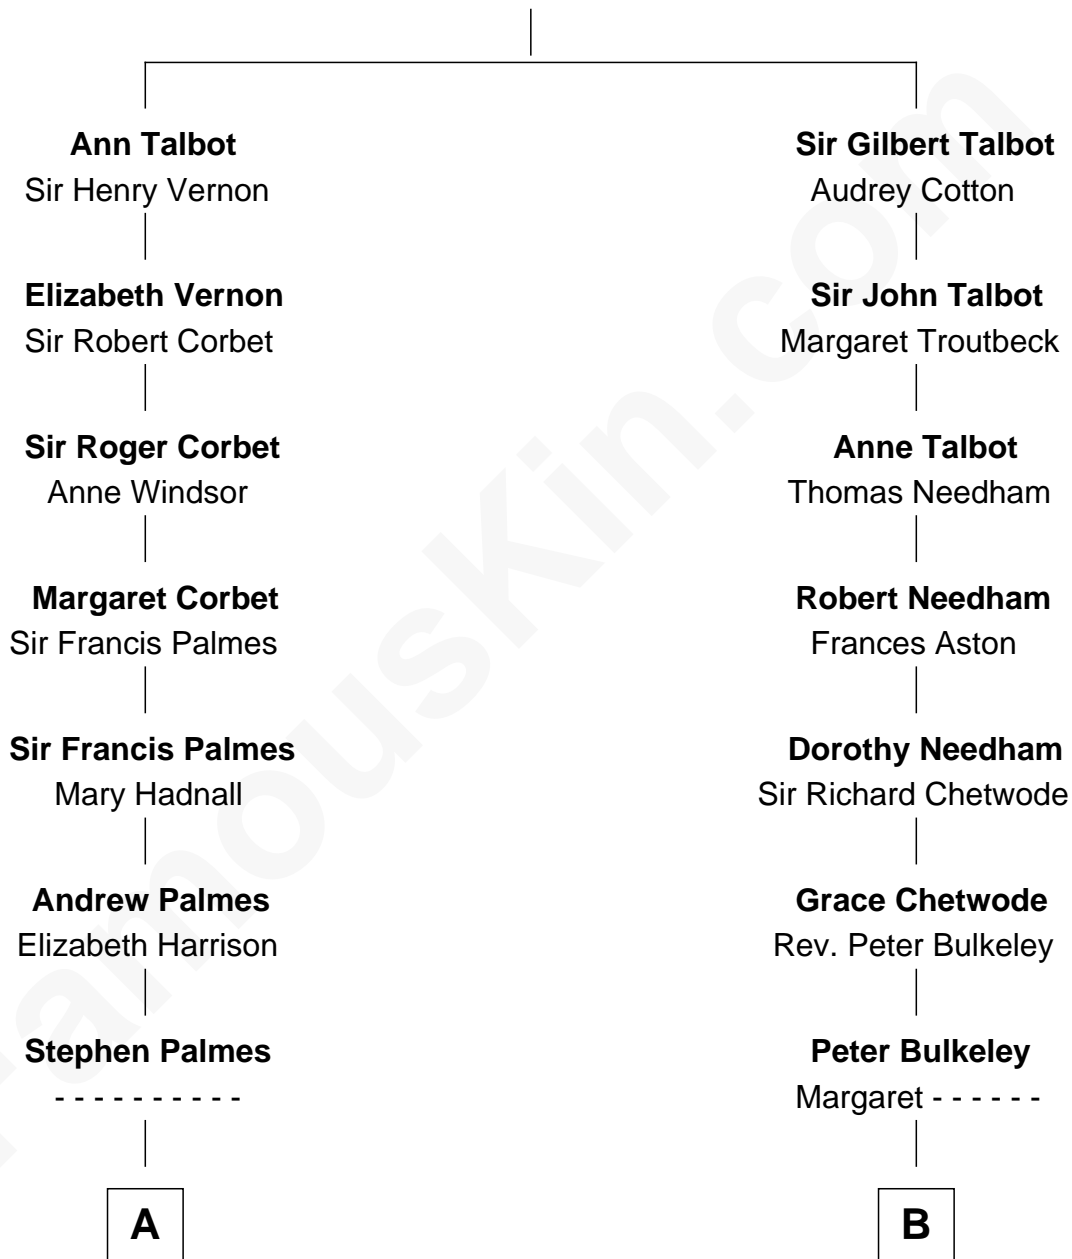 Ann Talbot
Sir Henry Vernon
Sir Gilbert Talbot
Audrey Cotton
Elizabeth Vernon
Sir Robert Corbet
Sir John Talbot
Margaret Troutbeck
Sir Roger Corbet
Anne Windsor
Anne Talbot
Thomas Needham
Margaret Corbet
Sir Francis Palmes
Robert Needham
Frances Aston
Sir Francis Palmes
Mary Hadnall
Dorothy Needham
Sir Richard Chetwode
Andrew Palmes
Elizabeth Harrison
Grace Chetwode
Rev. Peter Bulkeley
Stephen Palmes
- - - - - - - - - -
Peter Bulkeley
Margaret - - - - - -
A
B
FamousKin.com